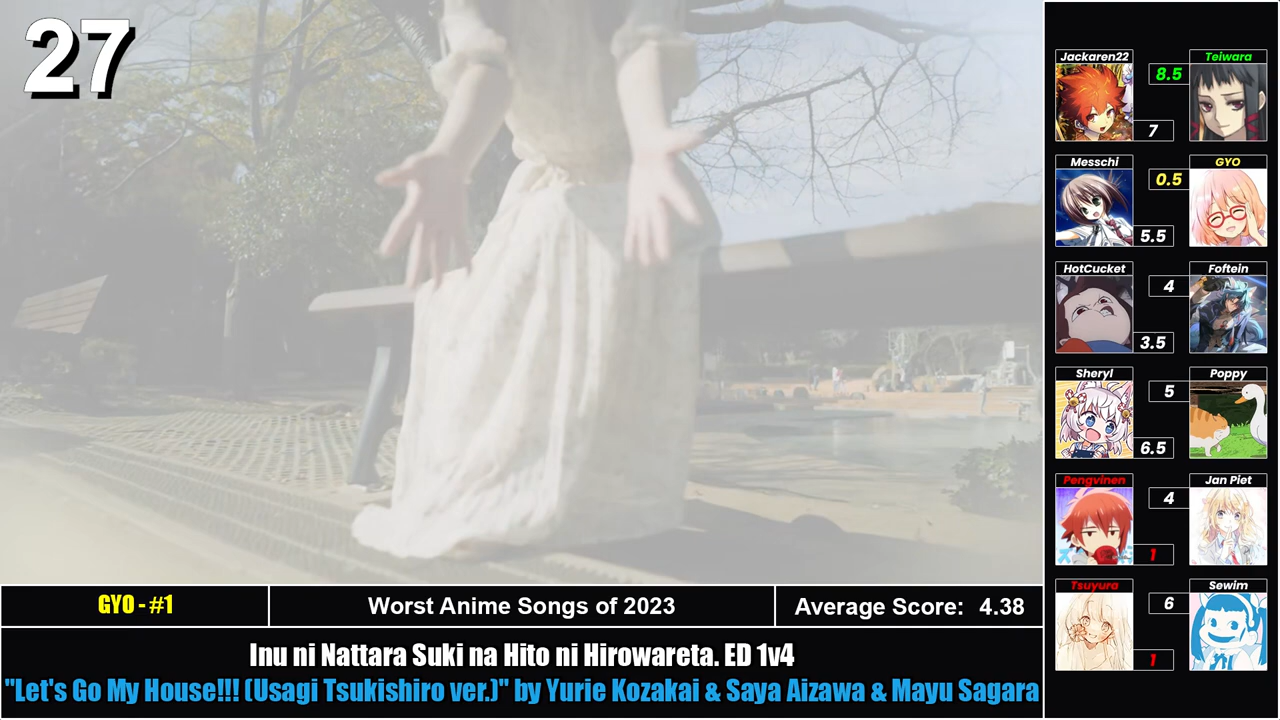 27
Jackaren22
Teiwara
8.5
7
Messchi
GYO
0.5
5.5
HotCucket
Foftein
4
3.5
Sheryl
Poppy
5
6.5
Pengvinen
Jan Piet
4
1
Tsuyura
Sewim
6
1
GYO - #1
Worst Anime Songs of 2023
Average Score: 4.38
Inu ni Nattara Suki na Hito ni Hirowareta. ED 1v4
"Let's Go My House!!! (Usagi Tsukishiro ver.)" by Yurie Kozakai & Saya Aizawa & Mayu Sagara